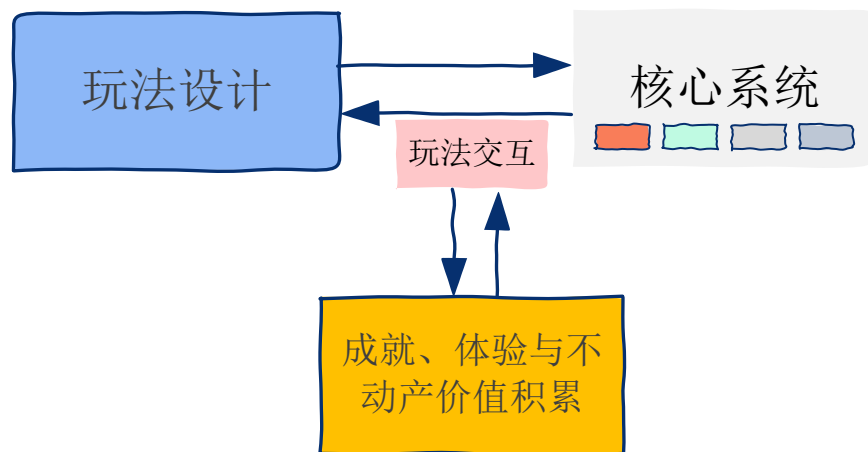 玩法设计
核心系统
玩法交互
成就、体验与不
动产价值积累